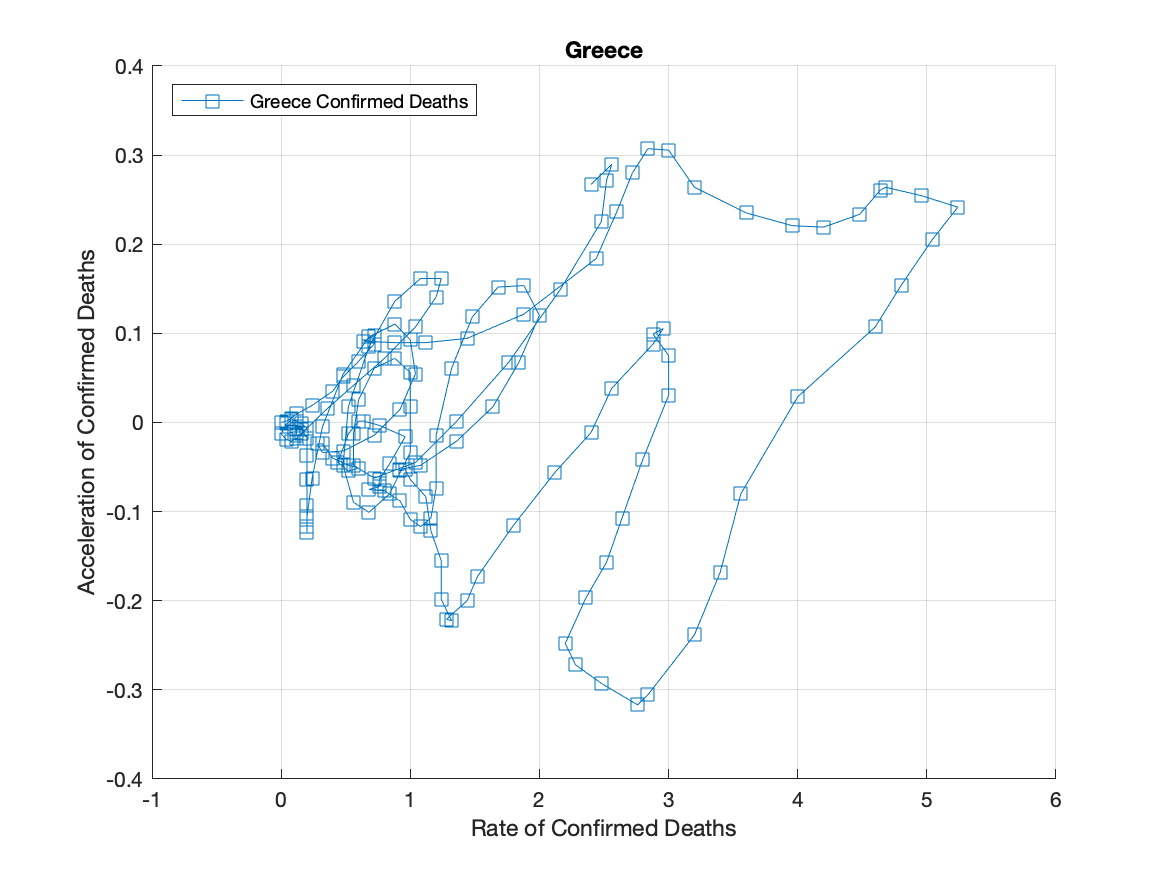 Greece
Greece Confirmed Deaths
0.4
0.3
0.2
0.1
0
-0.1
-0.2
-0.3
-0.4
Acceleration of Confirmed Deaths
-1 0 1 2 3 4 5 6
Rate of Confirmed Deaths